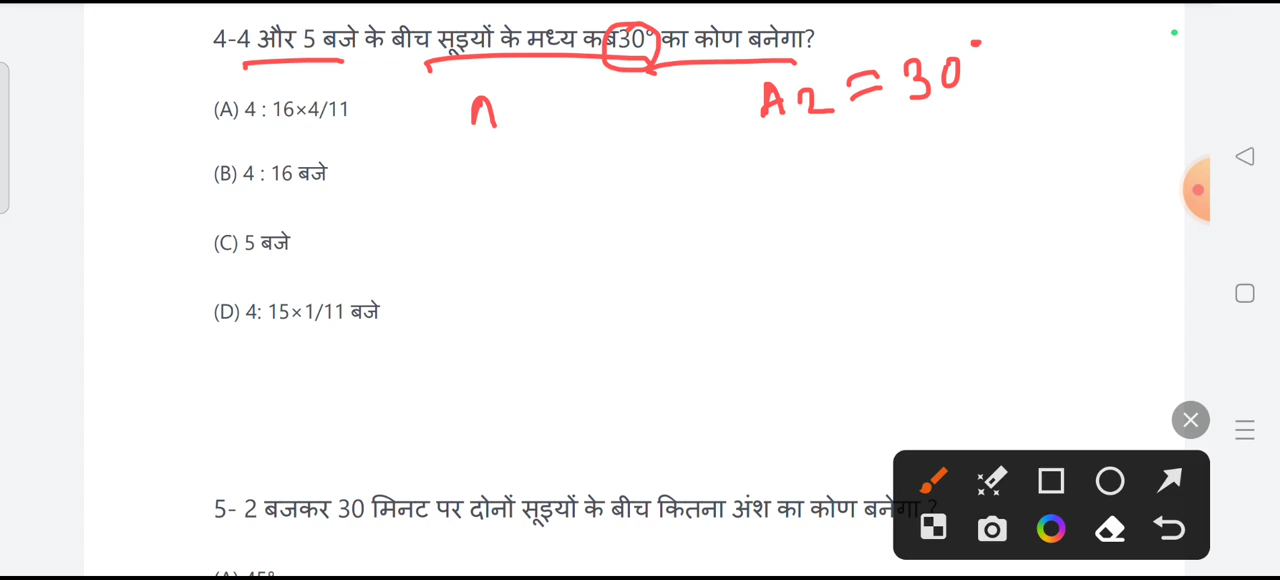 4-4 और 5 बजे के बीच सूइयों के मध्य कब30° का कोण बनेगा?
A2 = 30°
(A) 4 : 16×4/11
(B) 4 : 16 बजे
(C) 5 बजे
(D) 4: 15×1/11 बजे
5- 2 बजकर 30 मिनट पर दोनों सूइयों के बीच कितना अंश का कोण बनेगा ?
(A) 45°